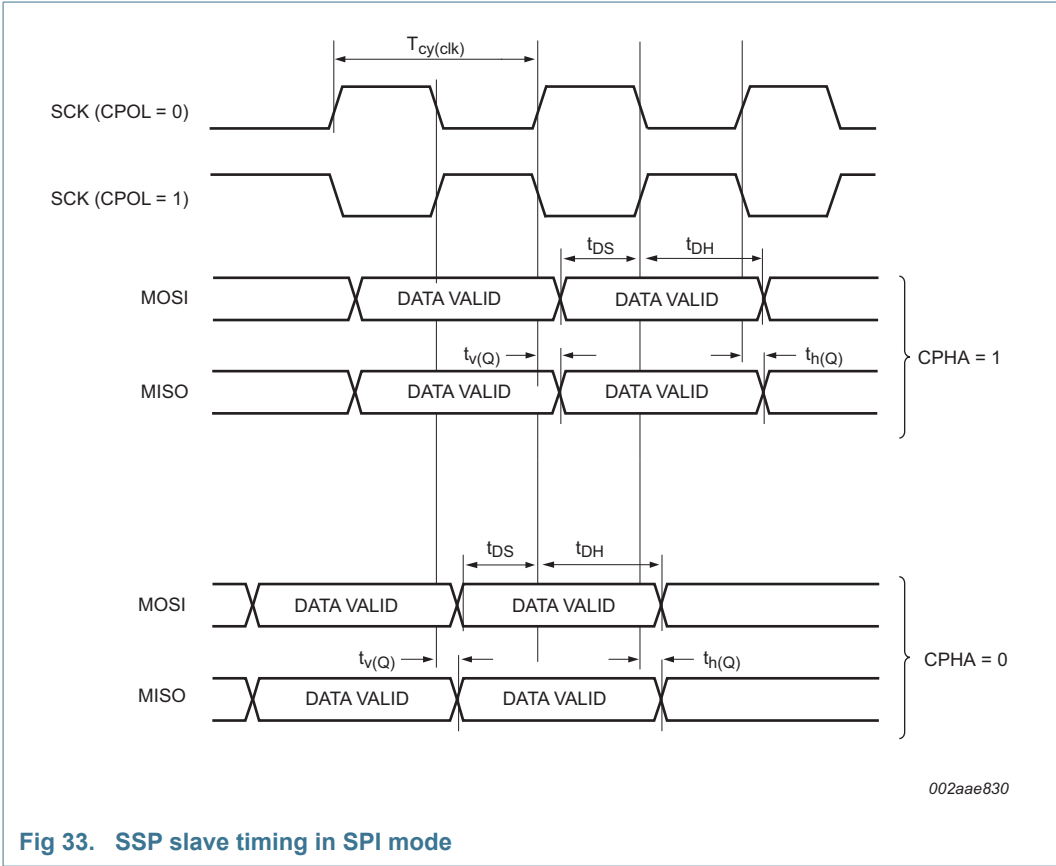 Tcy(clk)
SCK (CPOL = 0)
SCK (CPOL = 1)
tDS tDH
MOSI DATA VALID DATA VALID
tv(Q) th(Q)
CPHA = 1
MISO DATA VALID DATA VALID
tDS tDH
MOSI DATA VALID DATA VALID
tv(Q) th(Q)
CPHA = 0
MISO DATA VALID DATA VALID
002aae830
Fig 33. SSP slave timing in SPI mode